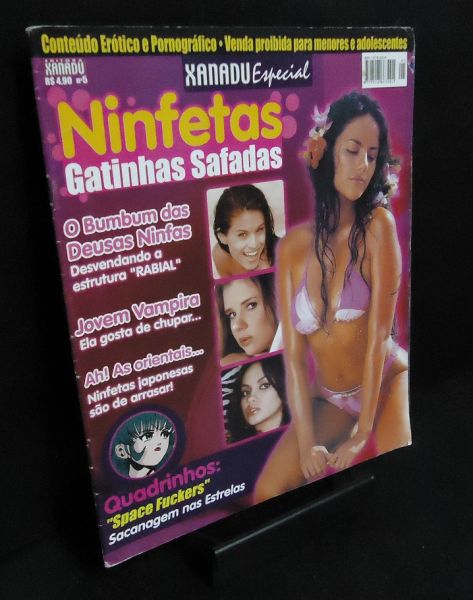 Conteúdo Erótico e Pornográfico • Venda proibida para menores e adolescentes
EDITORA
XANADU
R$ 4,90 nº5
XANADU Especial
Ninfetas
Gatinhas Safadas
O Bumbum das
Deusas Ninfas
Desvendando a
estrutura "RABIAL"
Jovem Vampira
Ela gosta de chupar...
Ah! As orientais...
Ninfetas japonesas
são de arrasar!
Quadrinhos:
"Space Fuckers"
Sacanagem nas Estrelas